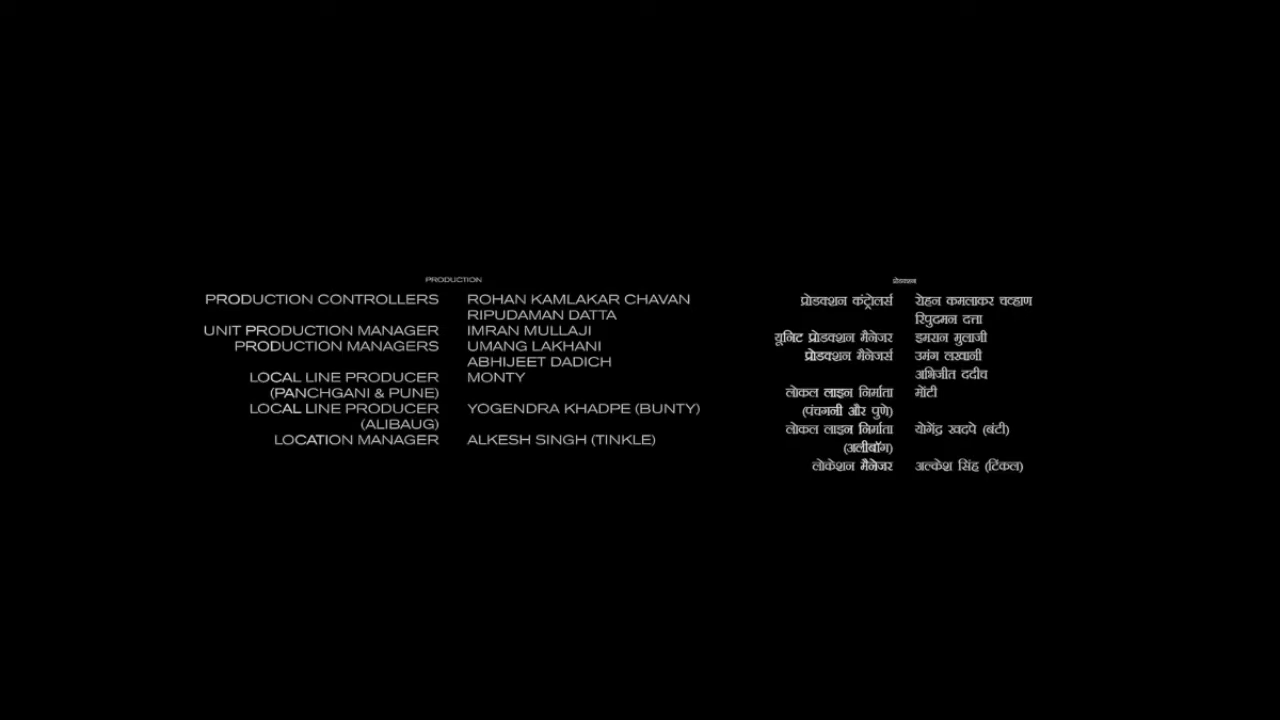 PRODUCTION
PRODUCTION CONTROLLERS ROHAN KAMLAKAR CHAVAN
RIPUDAMAN DATTA
UNIT PRODUCTION MANAGER IMRAN MULLAJI
PRODUCTION MANAGERS UMANG LAKHANI
ABHIJEET DADICH
LOCAL LINE PRODUCER MONTY
(PANCHGANI & PUNE)
LOCAL LINE PRODUCER YOGENDRA KHADPE (BUNTY)
(ALIBAUG)
LOCATION MANAGER ALKESH SINGH (TINKLE)
प्रोडक्शन
प्रोडक्शन कंट्रोलर्स रोहन कमलाकर चव्हाण
रिपुदमन दत्ता
यूनिट प्रोडक्शन मैनेजर इमरान मुलाजी
प्रोडक्शन मैनेजर्स उमंग लखानी
अभिजीत ददीच
लोकल लाइन निर्माता मोंटी
(पंचगनी और पुणे)
लोकल लाइन निर्माता योगेंद्र खदपे (बंटी)
(अलीबॉग)
लोकेशन मैनेजर अल्केश सिंह (टिंकल)